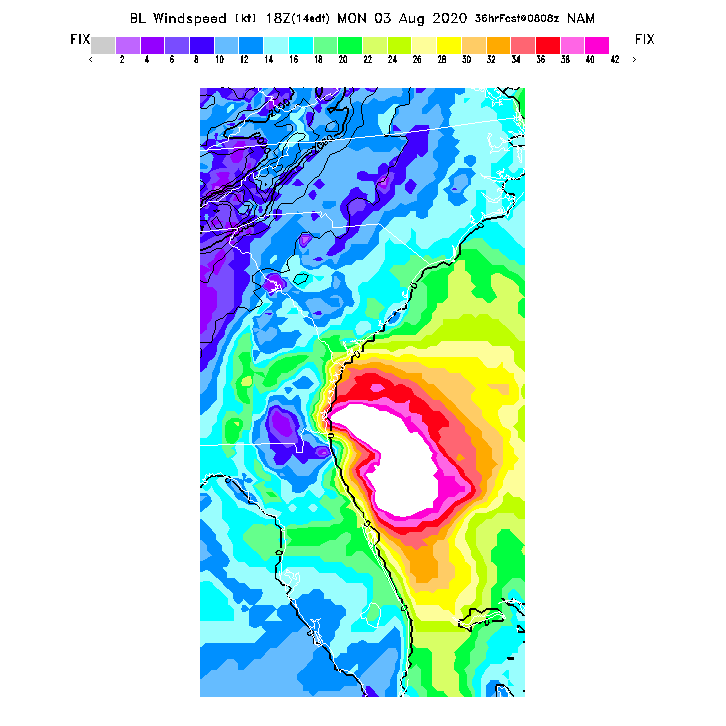 BL Windspeed [kt] 18Z(14edt) MON 03 Aug 2020 36hrFcst@0808z NAM
FIX FIX
< 2 4 6 8 10 12 14 16 18 20 22 24 26 28 30 32 34 36 38 40 42 >